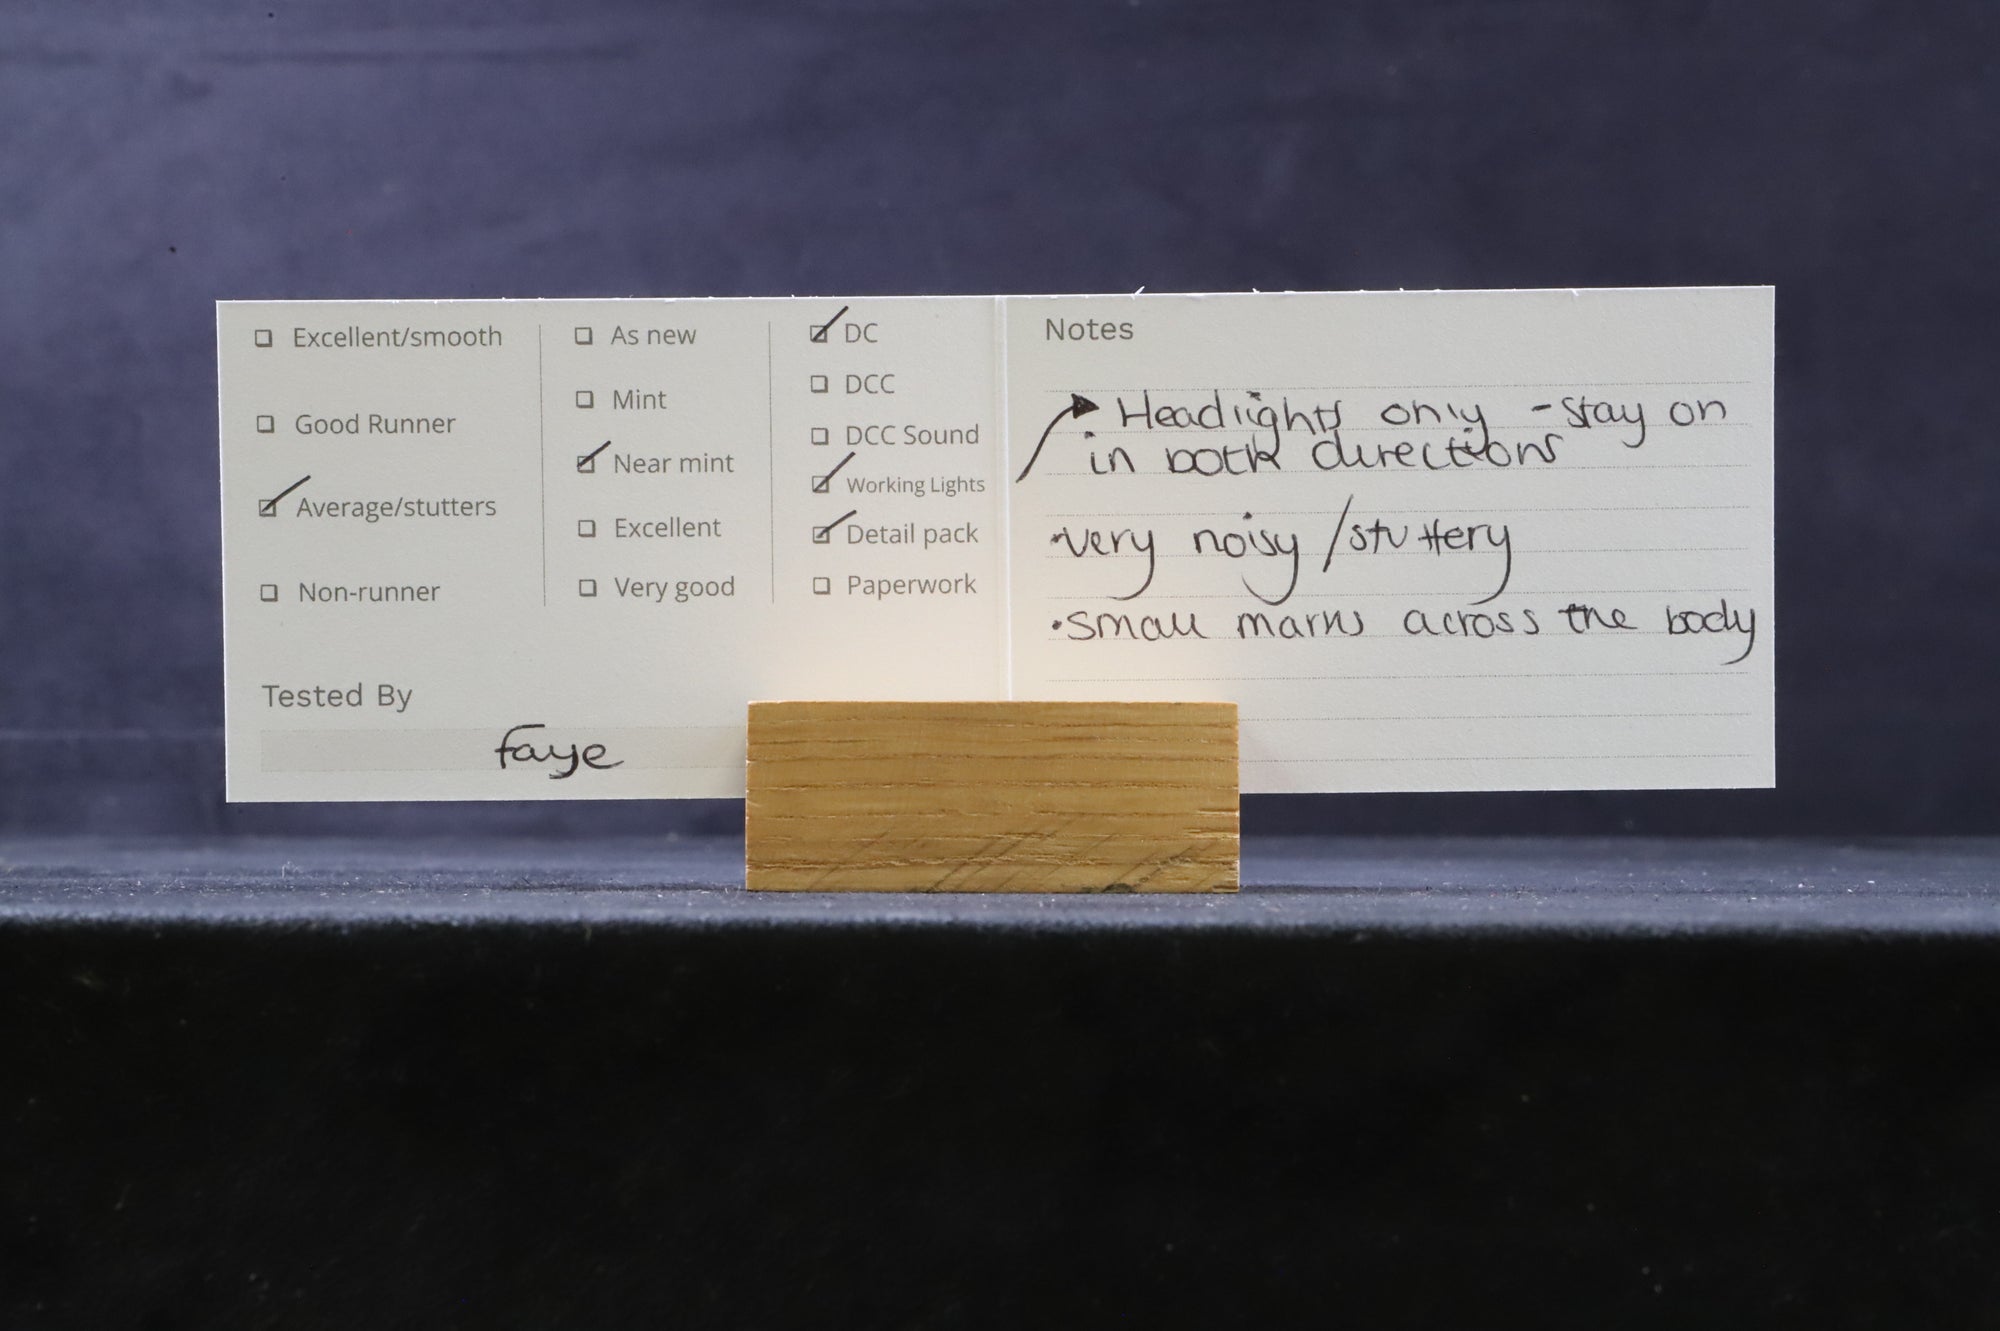 Excellent/smooth
Good Runner
Average/stutters
Non-runner
As new
Mint
Near mint
Excellent
Very good
DC
DCC
DCC Sound
Working Lights
Detail pack
Paperwork
Tested By
faye
Notes
Headlights only - stay on
in both directions
•very noisy /stuttery
•small marks across the body